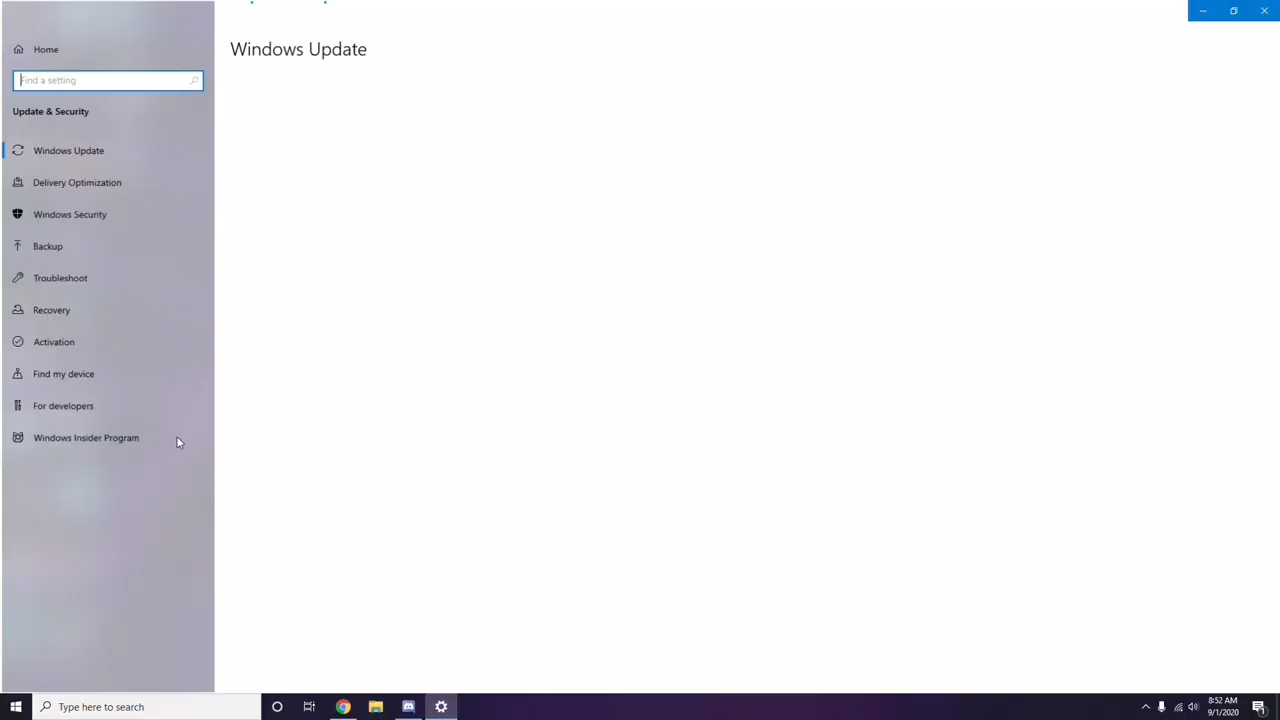 Home
Find a setting
Update & Security
Windows Update
Delivery Optimization
Windows Security
Backup
Troubleshoot
Recovery
Activation
Find my device
For developers
Windows Insider Program
Windows Update
Type here to search
8:52 AM
9/1/2020
1